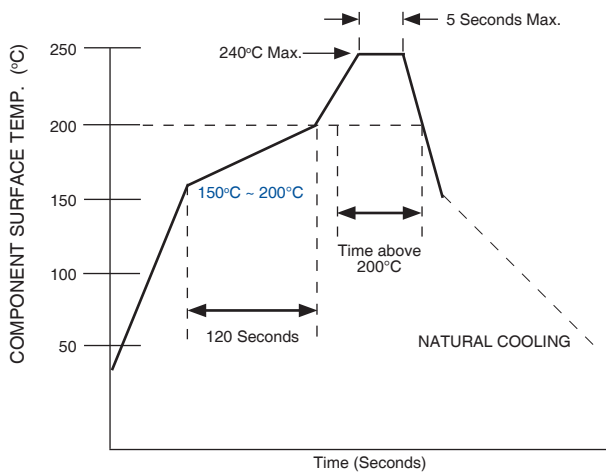 5 Seconds Max.
240°C Max.
COMPONENT SURFACE TEMP. (°C)
250
200
150
100
50
150°C ~ 200°C
Time above
200°C
120 Seconds
NATURAL COOLING
Time (Seconds)